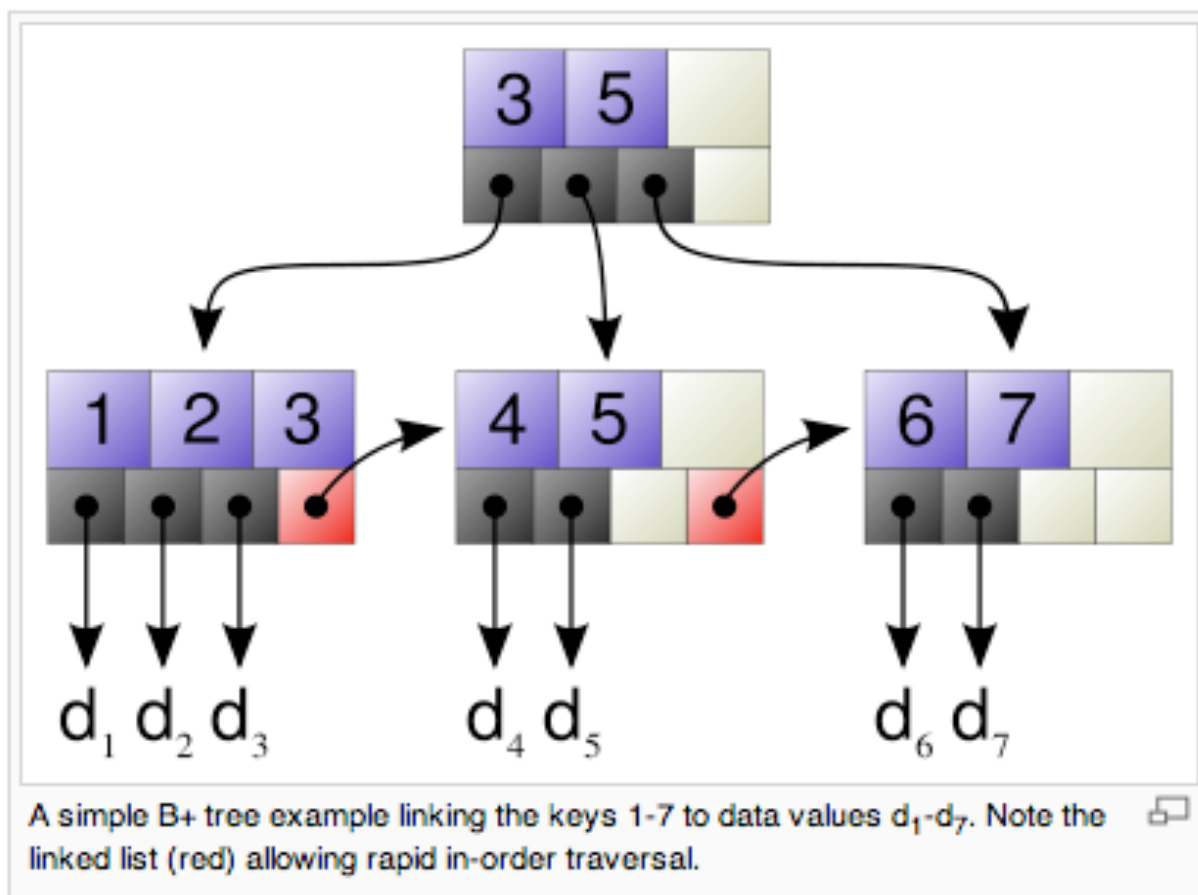 3 5
1 2 3
4 5
6 7
d1 d2 d3
d4 d5
d6 d7
A simple B+ tree example linking the keys 1-7 to data values d1-d7. Note the
linked list (red) allowing rapid in-order traversal.